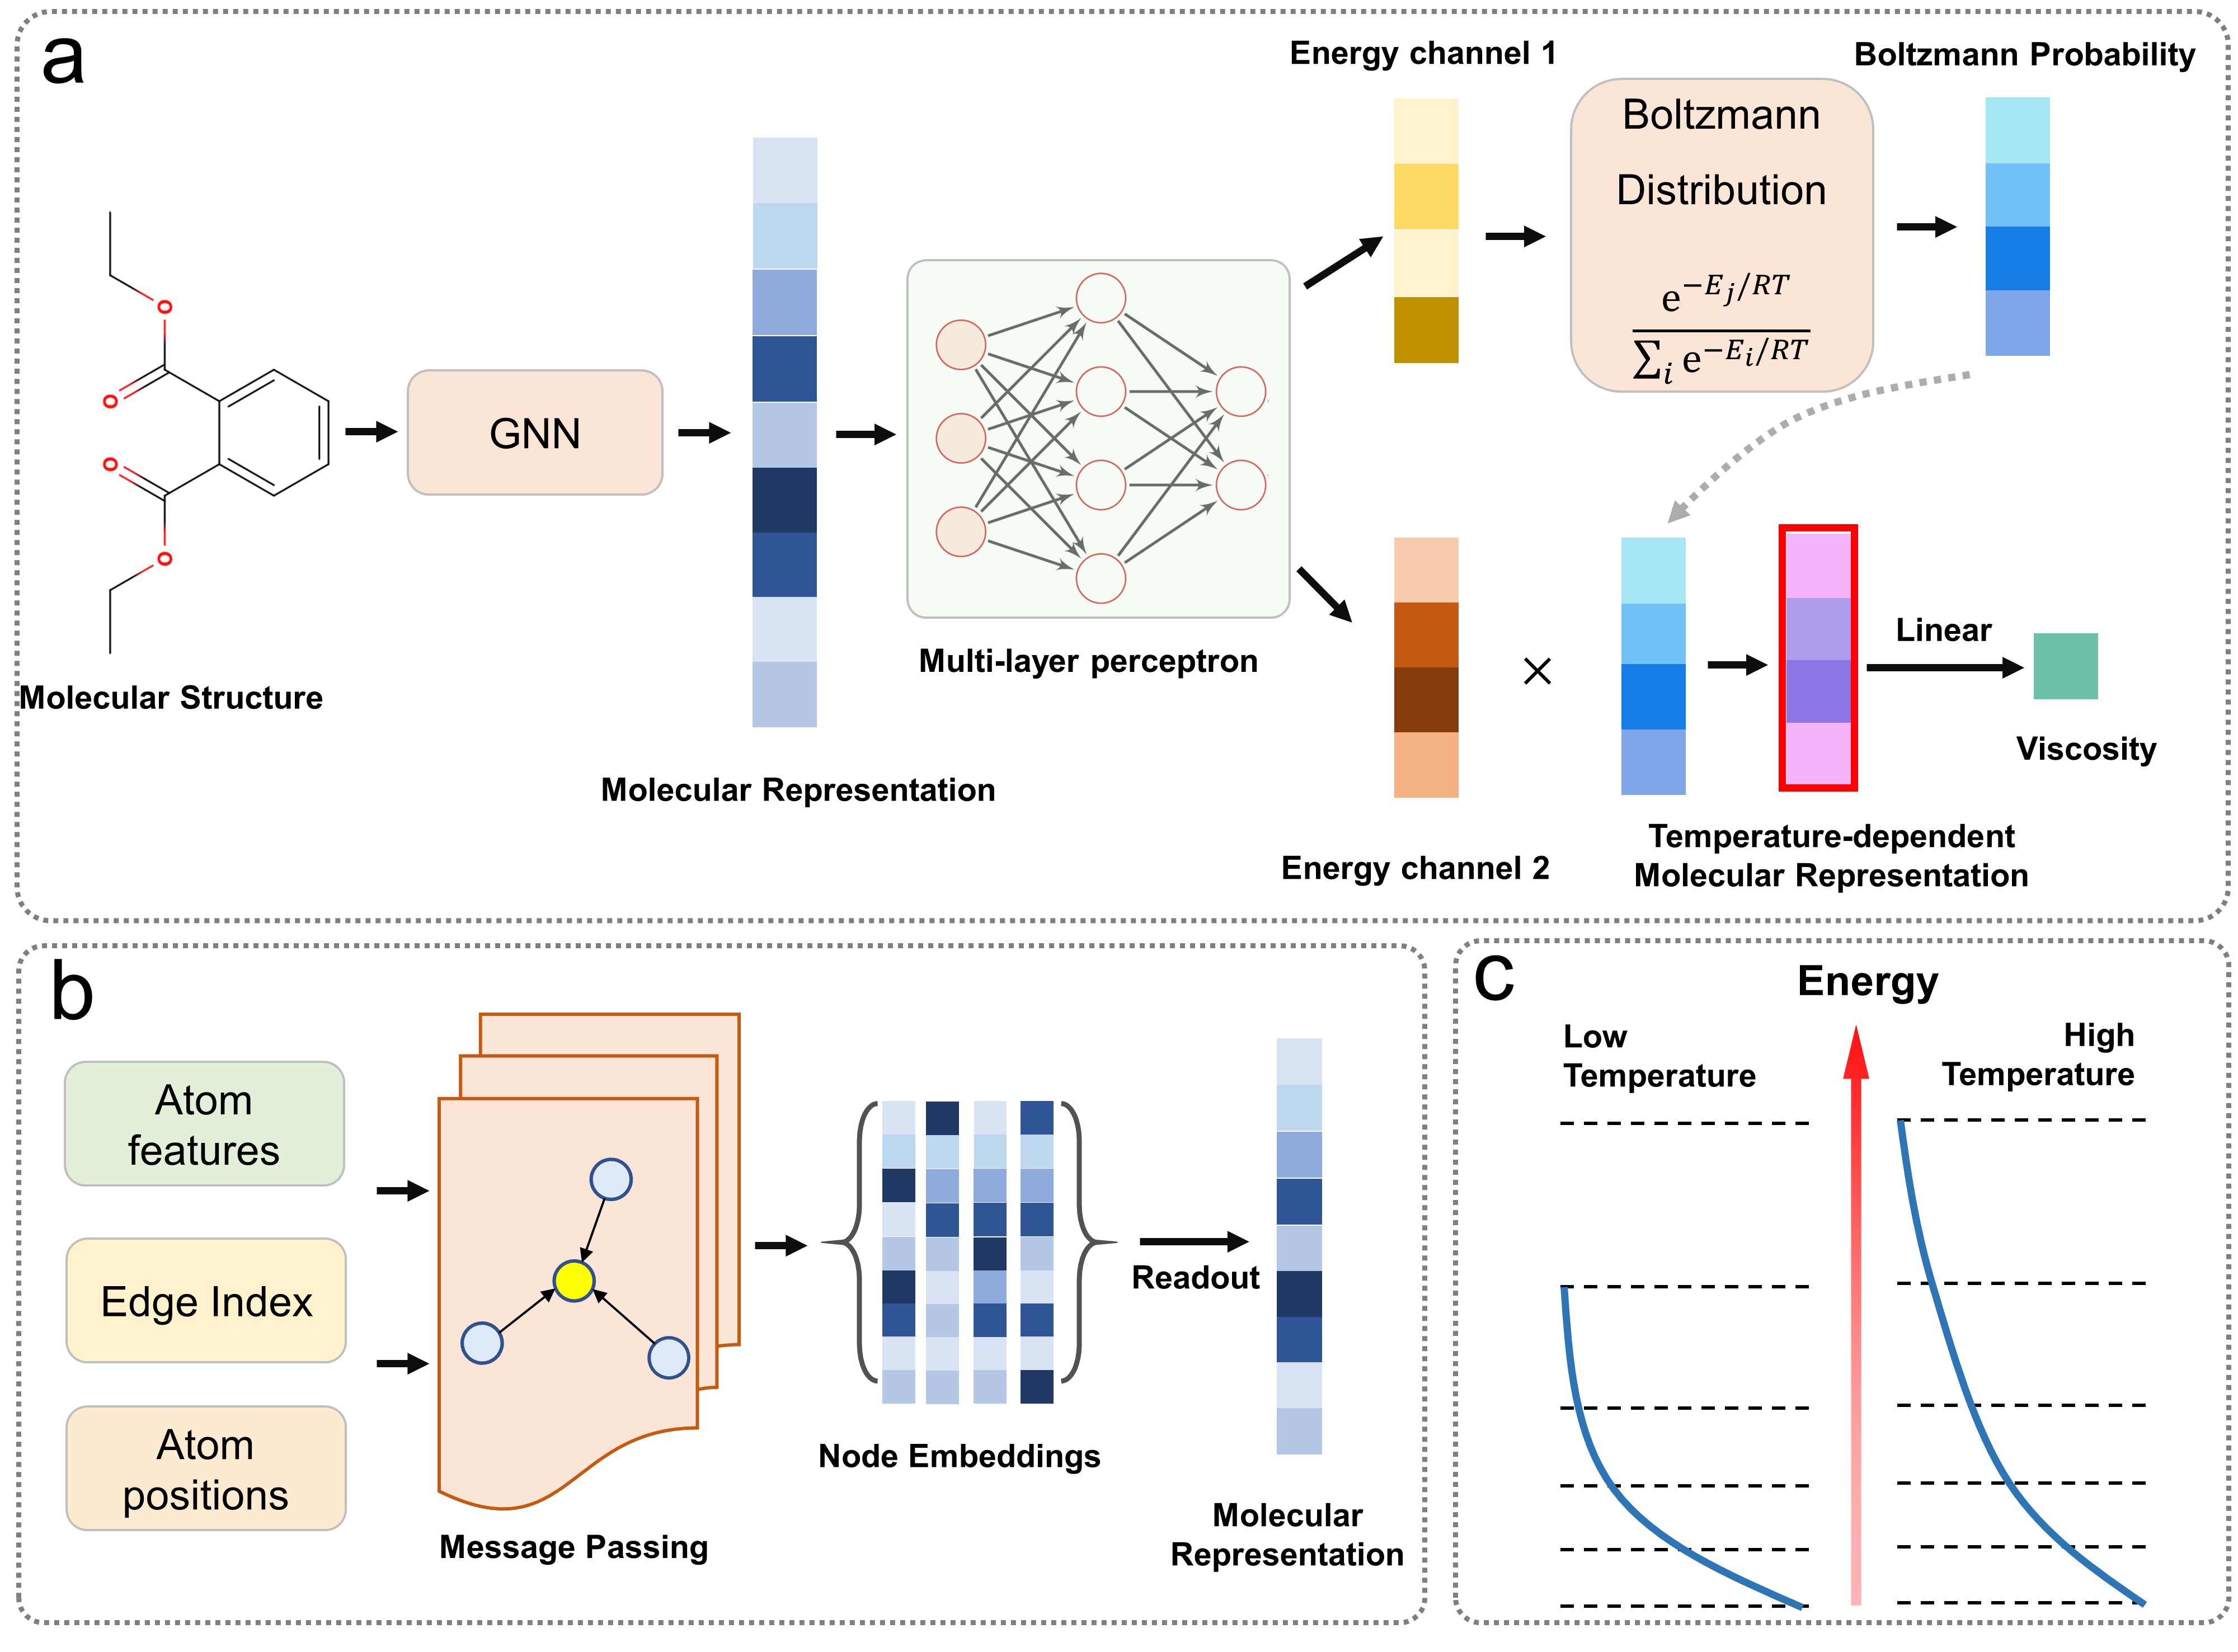 a
Energy channel 1
Boltzmann Probability
Boltzmann
Distribution
e^{-E_j/RT}
∑_i e^{-E_i/RT}
O
O
O
O
GNN
Multi-layer perceptron
Molecular Structure
Molecular Representation
×
Linear
Viscosity
Energy channel 2
Temperature-dependent
Molecular Representation
b
Atom
features
Edge Index
Atom
positions
Message Passing
Node Embeddings
Readout
Molecular
Representation
c
Energy
Low
Temperature
High
Temperature